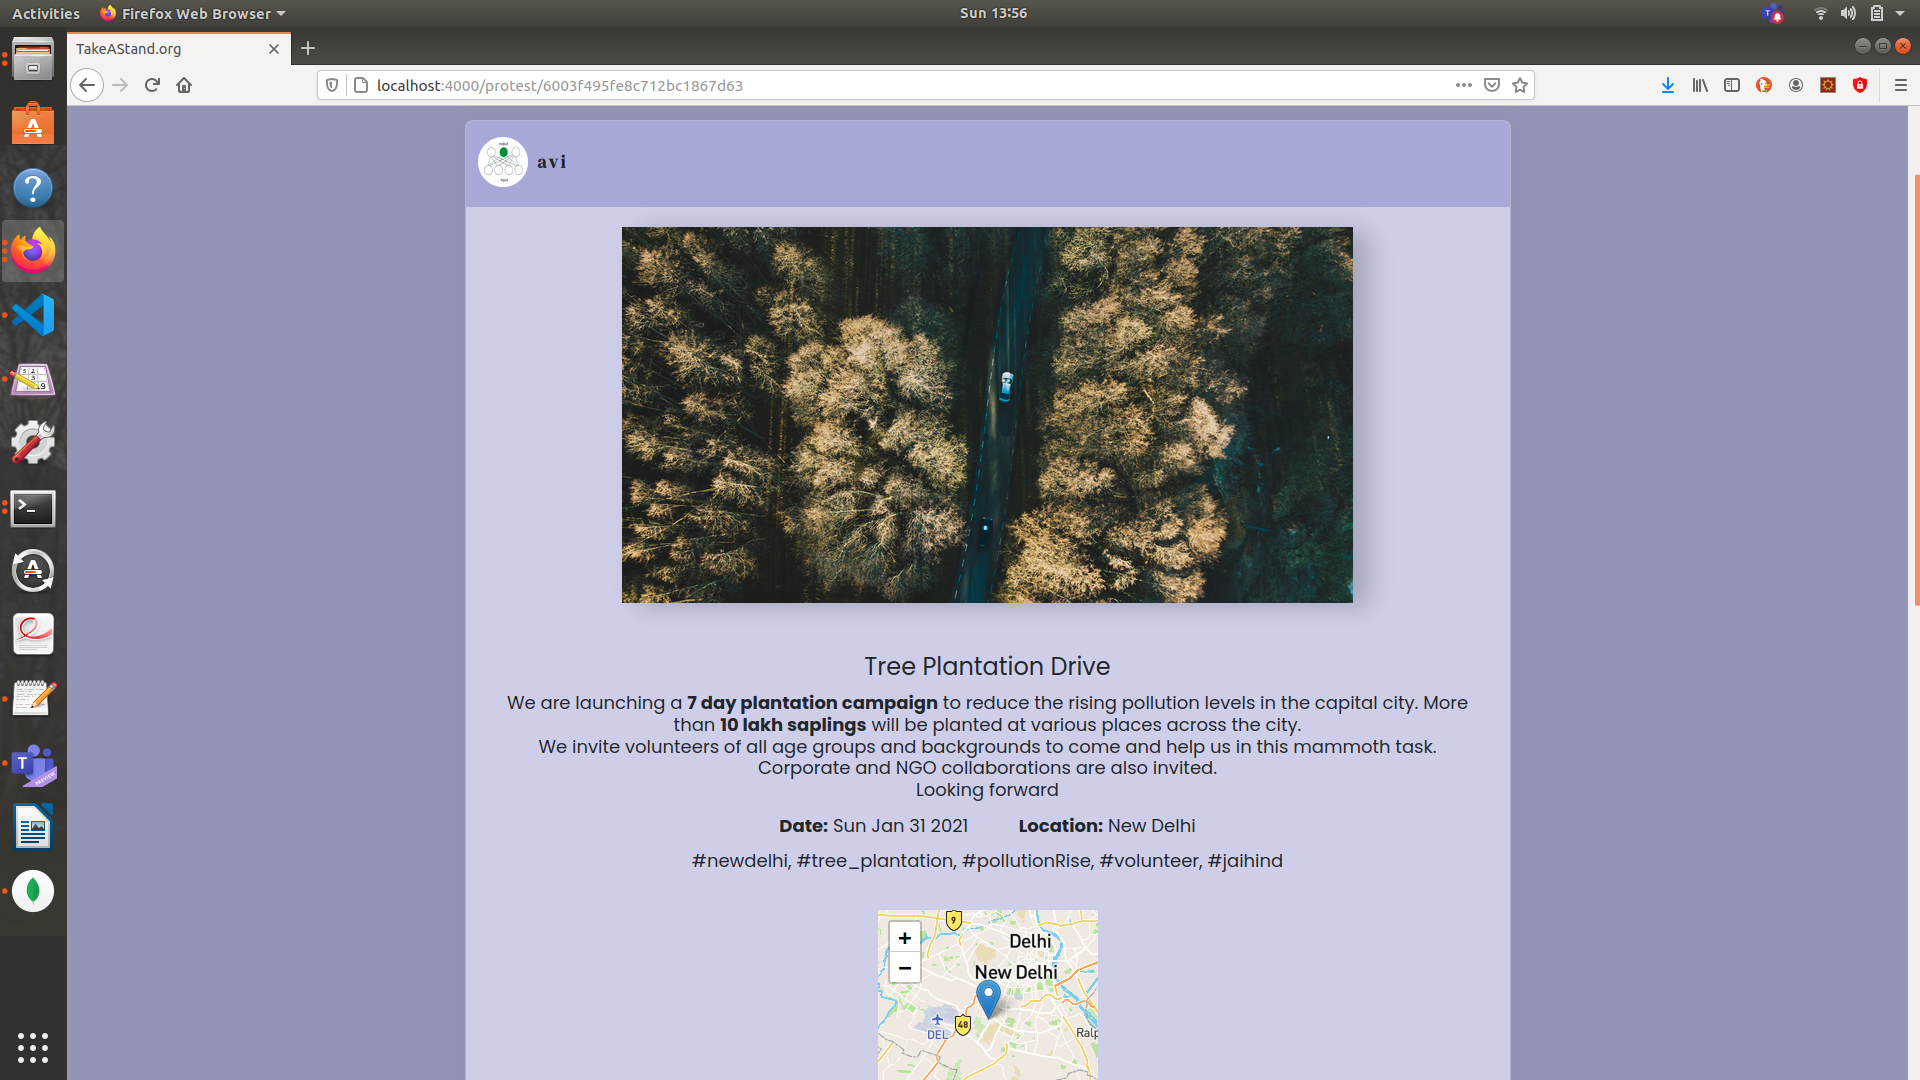 Activities
Firefox Web Browser
Sun 13:56
TakeAStand.org
localhost:4000/protest/6003f495fe8c712bc1867d63
avi
output
input
Tree Plantation Drive
We are launching a 7 day plantation campaign to reduce the rising pollution levels in the capital city. More
than 10 lakh saplings will be planted at various places across the city.
We invite volunteers of all age groups and backgrounds to come and help us in this mammoth task.
Corporate and NGO collaborations are also invited.
Looking forward
Date: Sun Jan 31 2021 Location: New Delhi
#newdelhi, #tree_plantation, #pollutionRise, #volunteer, #jaihind
+
−
9
Delhi
New Delhi
48
DEL
Ralp